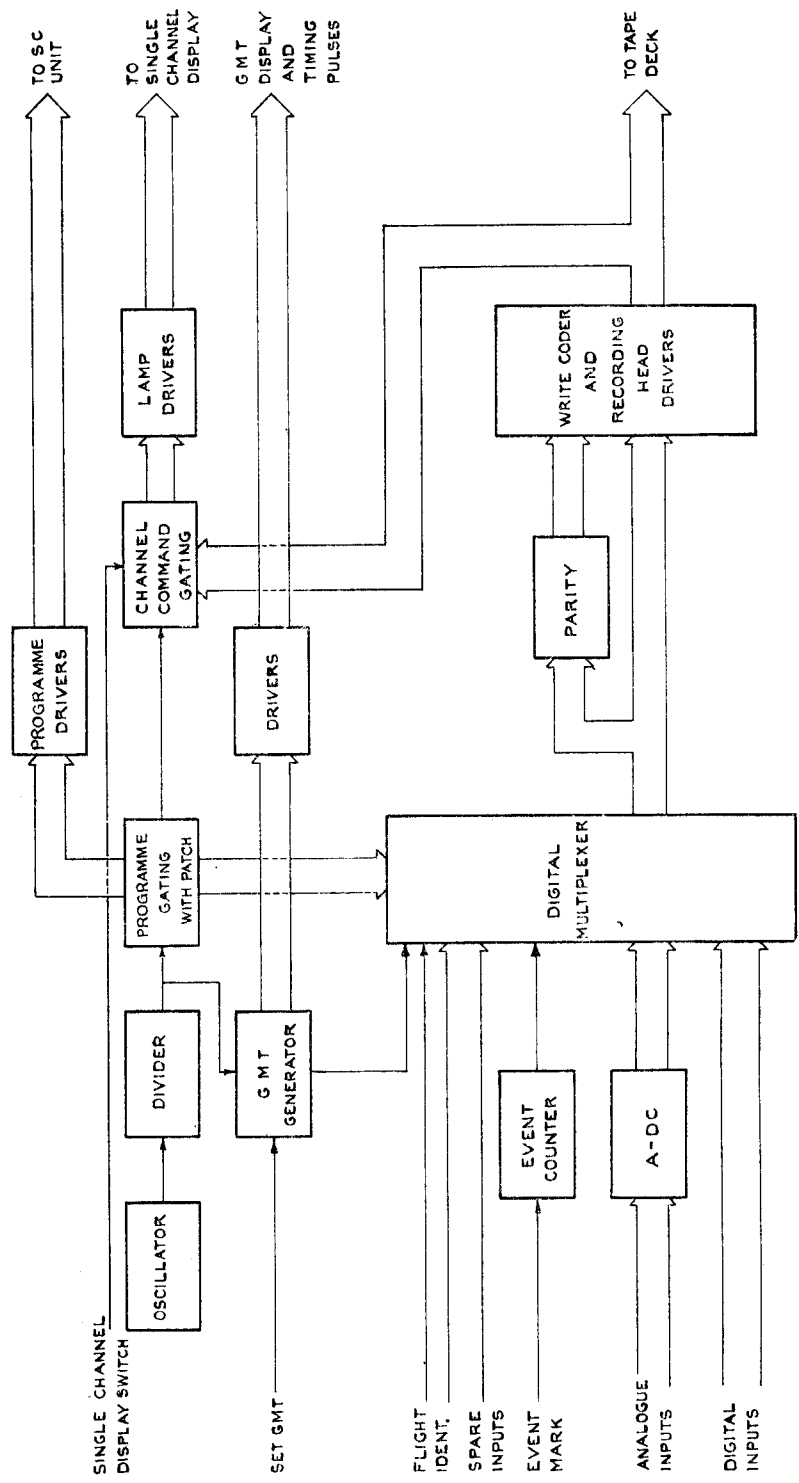 TO SC
UNIT
TO
SINGLE
CHANNEL
DISPLAY
GMT
DISPLAY
AND
TIMING
PULSES
TO TAPE
DECK
LAMP
DRIVERS
WRITE CODER
AND
RECORDING
HEAD
DRIVERS
CHANNEL
COMMAND
GATING
PARITY
PROGRAMME
DRIVERS
DRIVERS
PROGRAMME
GATING
WITH PATCH
DIGITAL
MULTIPLEXER
DIVIDER
GMT
GENERATOR
EVENT
COUNTER
A-DC
OSCILLATOR
SINGLE CHANNEL
DISPLAY SWITCH
SET GMT
FLIGHT
IDENT.
SPARE
INPUTS
EVENT
MARK
ANALOGUE
INPUTS
DIGITAL
INPUTS